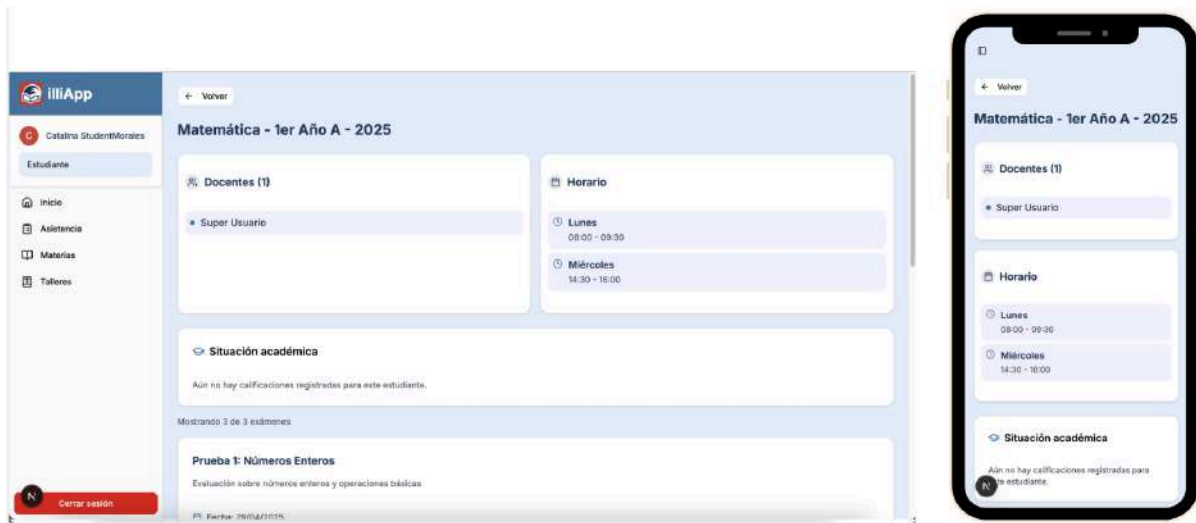 illiApp
Catalina StudentMorales
Estudiante
Inicio
Asistencia
Materias
Talleres
Cerrar sesión
N
← Volver
Matemática - 1er Año A - 2025
Docentes (1)
Super Usuario
Horario
Lunes
08:00 - 09:30
Miércoles
14:30 - 16:00
Situación académica
Aún no hay calificaciones registradas para este estudiante.
Mostrando 3 de 3 exámenes
Prueba 1: Números Enteros
Evaluación sobre números enteros y operaciones básicas
Fecha: 29/04/2025
← Volver
Matemática - 1er Año A - 2025
Docentes (1)
Super Usuario
Horario
Lunes
08:00 - 09:30
Miércoles
14:30 - 16:00
Situación académica
Aún no hay calificaciones registradas para
estudiante.
N